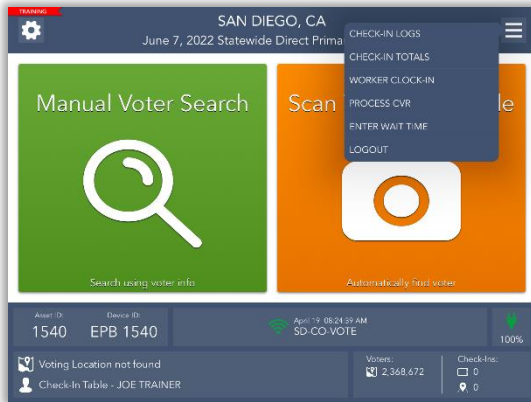 TRAINING
SAN DIEGO, CA
June 7, 2022 Statewide Direct Prima
CHECK-IN LOGS
CHECK-IN TOTALS
WORKER CLOCK-IN
PROCESS CVR
ENTER WAIT TIME
LOGOUT
Manual Voter Search
Search using voter info
Scan
le
Automatically find voter
Asset ID:
1540
Device ID:
EPB 1540
April 19 08:24:39 AM
SD-CO-VOTE
100%
Voting Location not found
Check-In Table - JOE TRAINER
Voters:
2,368,672
Check-Ins:
0
0